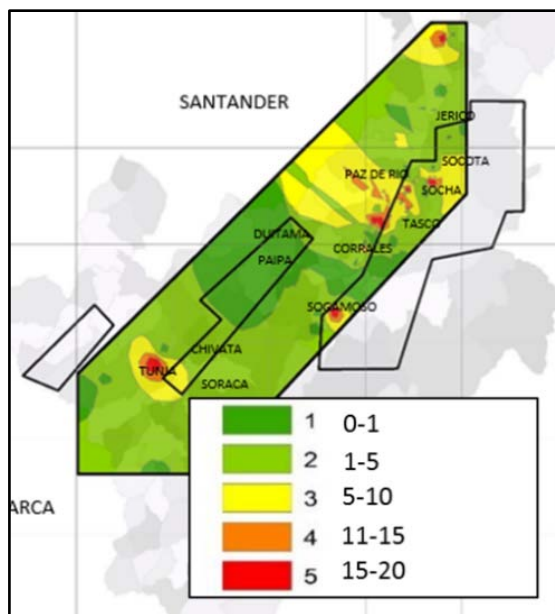 SANTANDER
JERICO
SOCOTA
PAZ DE RIO
SOCHA
TASCO
DUITAMA
CORRALES
PAIPA
SOGAMOSO
CHIVATA
TUNJA
SORACA
ARCA
1 0-1
2 1-5
3 5-10
4 11-15
5 15-20